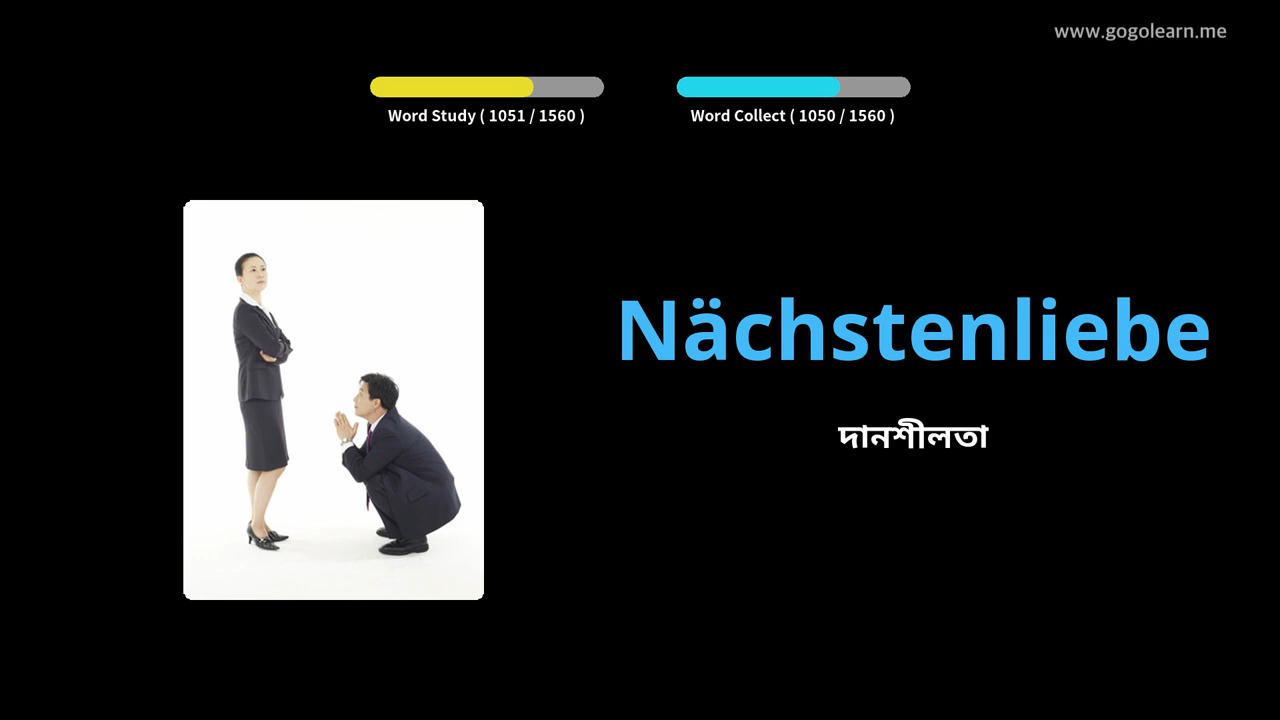 www.gogolearn.me
Word Study ( 1051 / 1560 )
Word Collect ( 1050 / 1560 )
Nächstenliebe
দানশীলতা